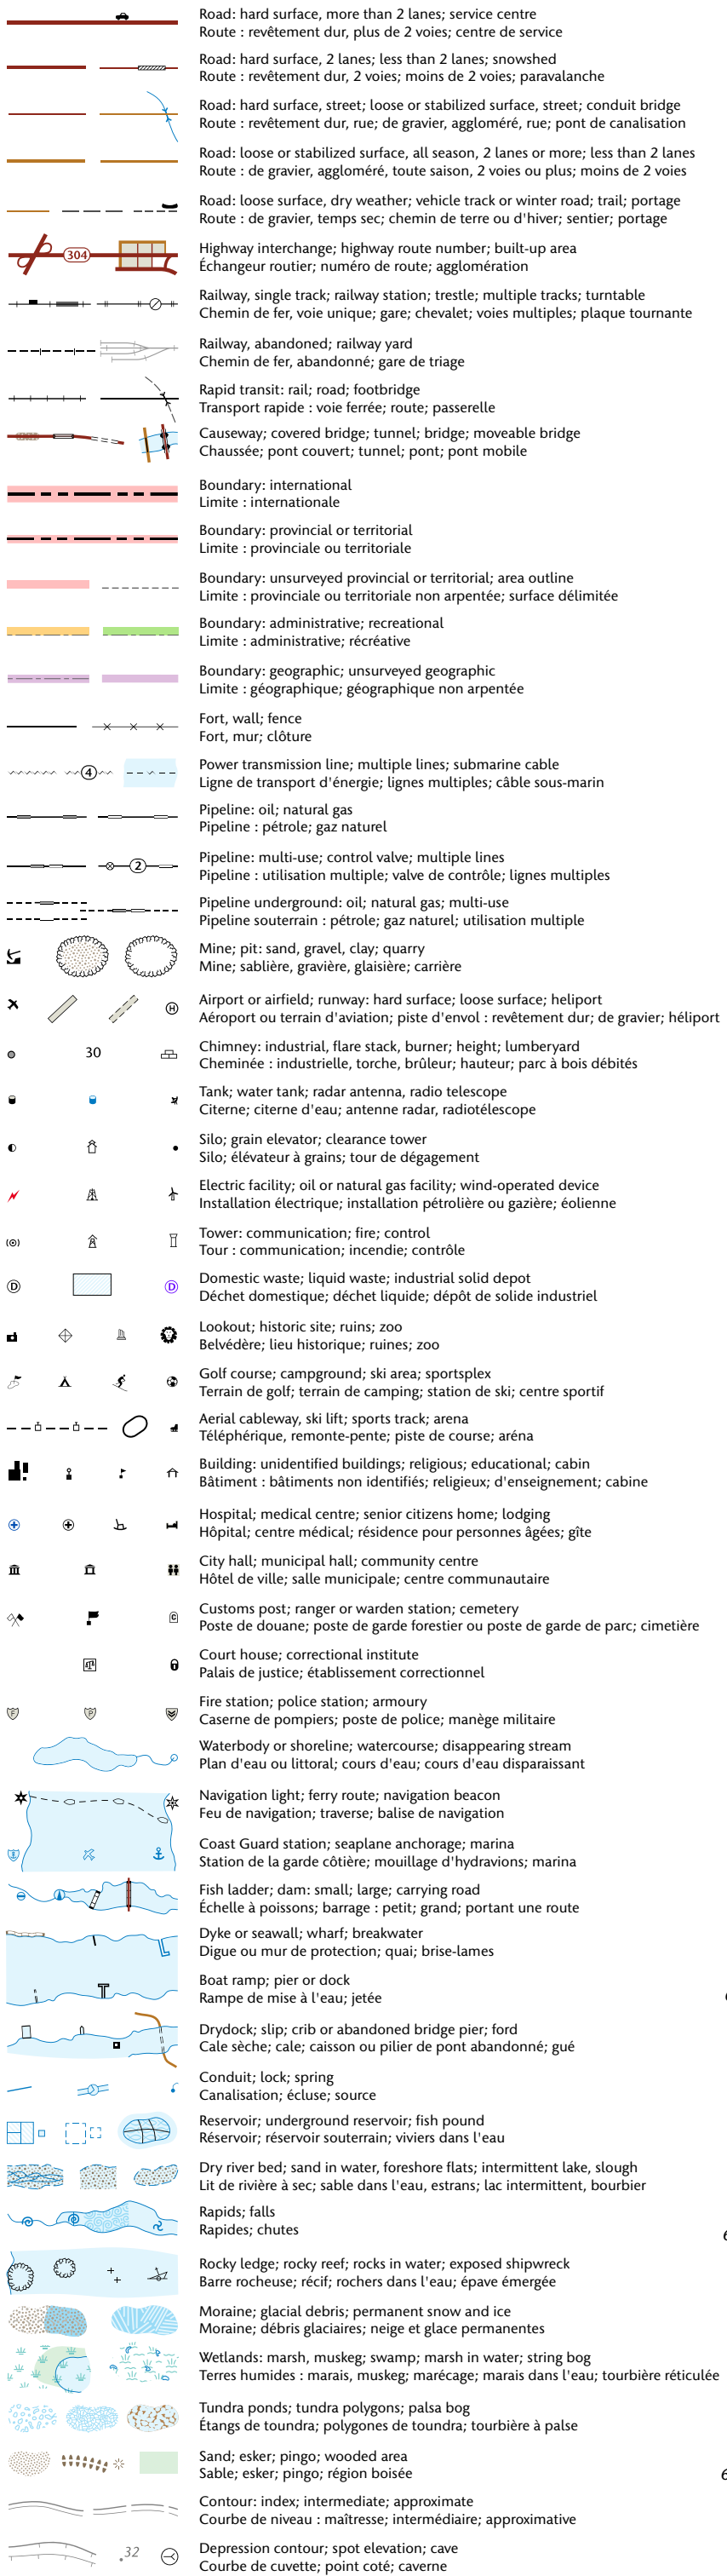 Road: hard surface, more than 2 lanes; service centre
Route : revêtement dur, plus de 2 voies; centre de service
Road: hard surface, 2 lanes; less than 2 lanes; snowshed
Route : revêtement dur, 2 voies; moins de 2 voies; paravalanche
Road: hard surface, street; loose or stabilized surface, street; conduit bridge
Route : revêtement dur, rue; de gravier, aggloméré, rue; pont de canalisation
Road: loose or stabilized surface, all season, 2 lanes or more; less than 2 lanes
Route : de gravier, aggloméré, toute saison, 2 voies ou plus; moins de 2 voies
Road: loose surface, dry weather; vehicle track or winter road; trail; portage
Route : de gravier, temps sec; chemin de terre ou d'hiver; sentier; portage
304
Highway interchange; highway route number; built-up area
Échangeur routier; numéro de route; agglomération
Railway, single track; railway station; trestle; multiple tracks; turntable
Chemin de fer, voie unique; gare; chevalet; voies multiples; plaque tournante
Railway, abandoned; railway yard
Chemin de fer, abandonné; gare de triage
Rapid transit: rail; road; footbridge
Transport rapide : voie ferrée; route; passerelle
Causeway; covered bridge; tunnel; bridge; moveable bridge
Chaussée; pont couvert; tunnel; pont; pont mobile
Boundary: international
Limite : internationale
Boundary: provincial or territorial
Limite : provinciale ou territoriale
Boundary: unsurveyed provincial or territorial; area outline
Limite : provinciale ou territoriale non arpentée; surface délimitée
Boundary: administrative; recreational
Limite : administrative; récréative
Boundary: geographic; unsurveyed geographic
Limite : géographique; géographique non arpentée
Fort, wall; fence
Fort, mur; clôture
4
Power transmission line; multiple lines; submarine cable
Ligne de transport d'énergie; lignes multiples; câble sous-marin
Pipeline: oil; natural gas
Pipeline : pétrole; gaz naturel
2
Pipeline: multi-use; control valve; multiple lines
Pipeline : utilisation multiple; valve de contrôle; lignes multiples
Pipeline underground: oil; natural gas; multi-use
Pipeline souterrain : pétrole; gaz naturel; utilisation multiple
Mine; pit: sand, gravel, clay; quarry
Mine; sablière, gravière, glaisière; carrière
H
Airport or airfield; runway: hard surface; loose surface; heliport
Aéroport ou terrain d'aviation; piste d'envol : revêtement dur; de gravier; héliport
30
Chimney: industrial, flare stack, burner; height; lumberyard
Cheminée : industrielle, torche, brûleur; hauteur; parc à bois débités
Tank; water tank; radar antenna, radio telescope
Citerne; citerne d'eau; antenne radar, radiotélescope
Silo; grain elevator; clearance tower
Silo; élévateur à grains; tour de dégagement
Electric facility; oil or natural gas facility; wind-operated device
Installation électrique; installation pétrolière ou gazière; éolienne
Tower: communication; fire; control
Tour : communication; incendie; contrôle
D D
Domestic waste; liquid waste; industrial solid depot
Déchet domestique; déchet liquide; dépôt de solide industriel
Lookout; historic site; ruins; zoo
Belvédère; lieu historique; ruines; zoo
Golf course; campground; ski area; sportsplex
Terrain de golf; terrain de camping; station de ski; centre sportif
Aerial cableway, ski lift; sports track; arena
Téléphérique, remonte-pente; piste de course; aréna
Building: unidentified buildings; religious; educational; cabin
Bâtiment : bâtiments non identifiés; religieux; d'enseignement; cabine
Hospital; medical centre; senior citizens home; lodging
Hôpital; centre médical; résidence pour personnes âgées; gîte
City hall; municipal hall; community centre
Hôtel de ville; salle municipale; centre communautaire
C
Customs post; ranger or warden station; cemetery
Poste de douane; poste de garde forestier ou poste de garde de parc; cimetière
Court house; correctional institute
Palais de justice; établissement correctionnel
F P
Fire station; police station; armoury
Caserne de pompiers; poste de police; manège militaire
Waterbody or shoreline; watercourse; disappearing stream
Plan d'eau ou littoral; cours d'eau; cours d'eau disparaissant
Navigation light; ferry route; navigation beacon
Feu de navigation; traverse; balise de navigation
Coast Guard station; seaplane anchorage; marina
Station de la garde côtière; mouillage d'hydravions; marina
Fish ladder; dam: small; large; carrying road
Échelle à poissons; barrage : petit; grand; portant une route
Dyke or seawall; wharf; breakwater
Digue ou mur de protection; quai; brise-lames
Boat ramp; pier or dock
Rampe de mise à l'eau; jetée
Drydock; slip; crib or abandoned bridge pier; ford
Cale sèche; cale; caisson ou pilier de pont abandonné; gué
Conduit; lock; spring
Canalisation; écluse; source
Reservoir; underground reservoir; fish pound
Réservoir; réservoir souterrain; viviers dans l'eau
Dry river bed; sand in water, foreshore flats; intermittent lake, slough
Lit de rivière à sec; sable dans l'eau, estrans; lac intermittent, bourbier
Rapids; falls
Rapides; chutes
Rocky ledge; rocky reef; rocks in water; exposed shipwreck
Barre rocheuse; récif; rochers dans l'eau; épave émergée
Moraine; glacial debris; permanent snow and ice
Moraine; débris glaciaires; neige et glace permanentes
Wetlands: marsh, muskeg; swamp; marsh in water; string bog
Terres humides : marais, muskeg; marécage; marais dans l'eau; tourbière réticulée
Tundra ponds; tundra polygons; palsa bog
Étangs de toundra; polygones de toundra; tourbière à palse
Sand; esker; pingo; wooded area
Sable; esker; pingo; région boisée
Contour: index; intermediate; approximate
Courbe de niveau : maîtresse; intermédiaire; approximative
32
Depression contour; spot elevation; cave
Courbe de cuvette; point coté; caverne